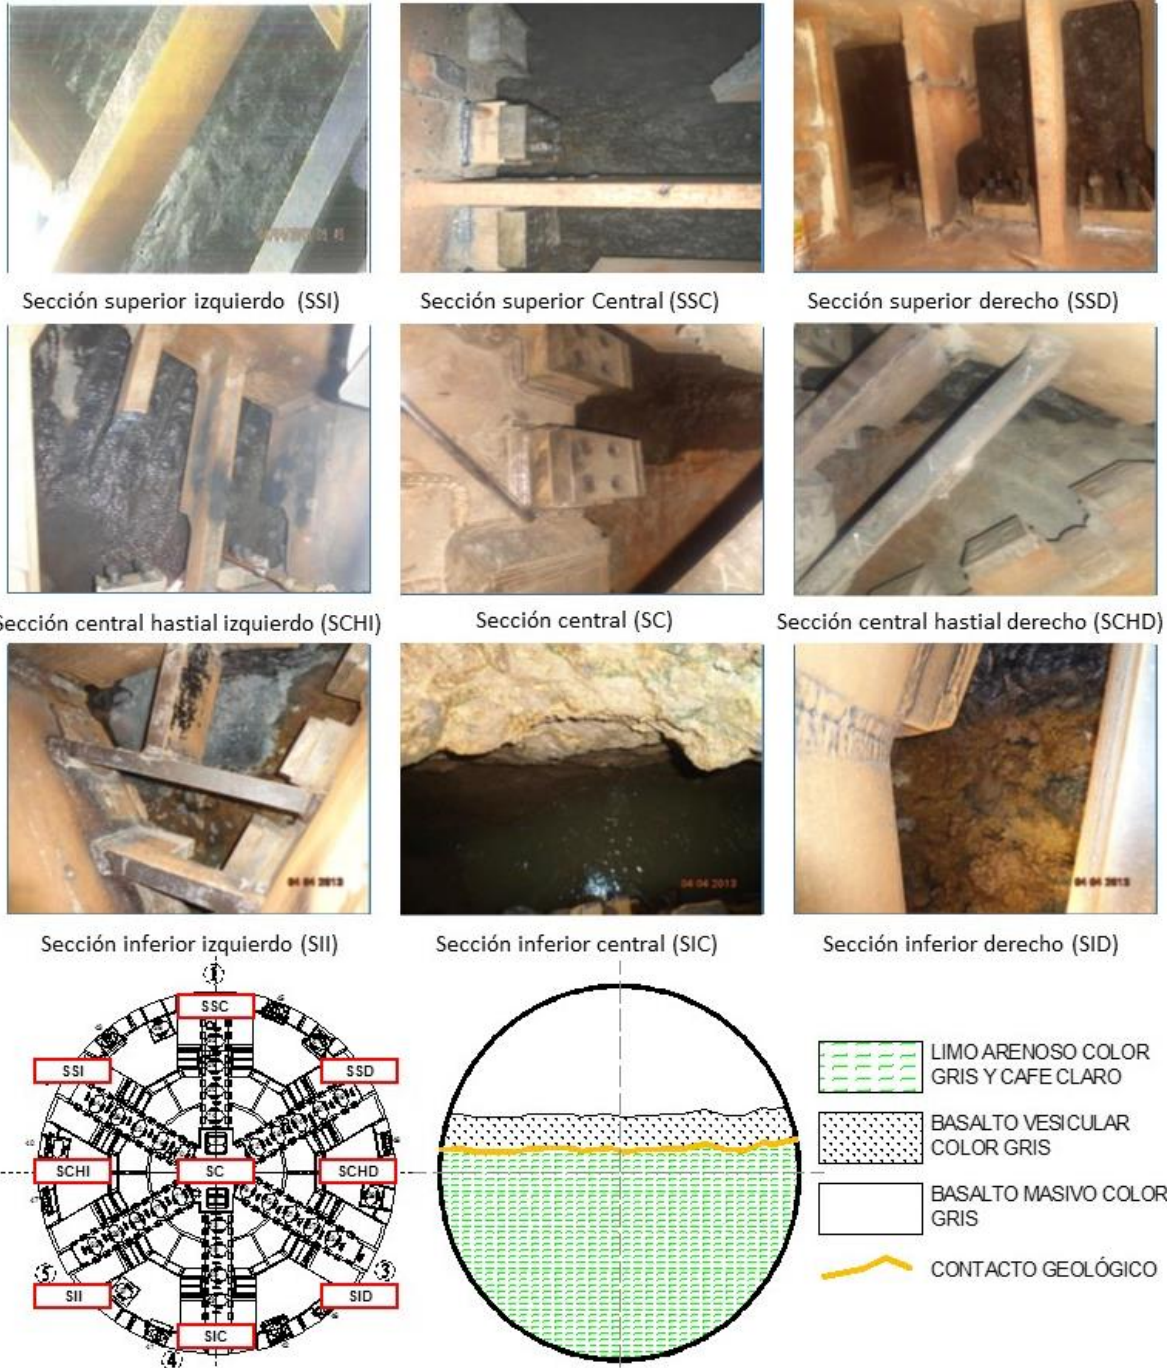 Sección superior izquierdo (SSI)
Sección superior Central (SSC)
Sección superior derecho (SSD)
Sección central hastial izquierdo (SCHI)
Sección central (SC)
Sección central hastial derecho (SCHD)
04 04 2013
04 04 2013
04 04 2013
Sección inferior izquierdo (SII)
Sección inferior central (SIC)
Sección inferior derecho (SID)
1
SSC
SSI
SSD
SCHI
SC
SCHD
5
3
SII
SID
SIC
4
LIMO ARENOSO COLOR
GRIS Y CAFE CLARO
BASALTO VESICULAR
COLOR GRIS
BASALTO MASIVO COLOR
GRIS
CONTACTO GEOLÓGICO